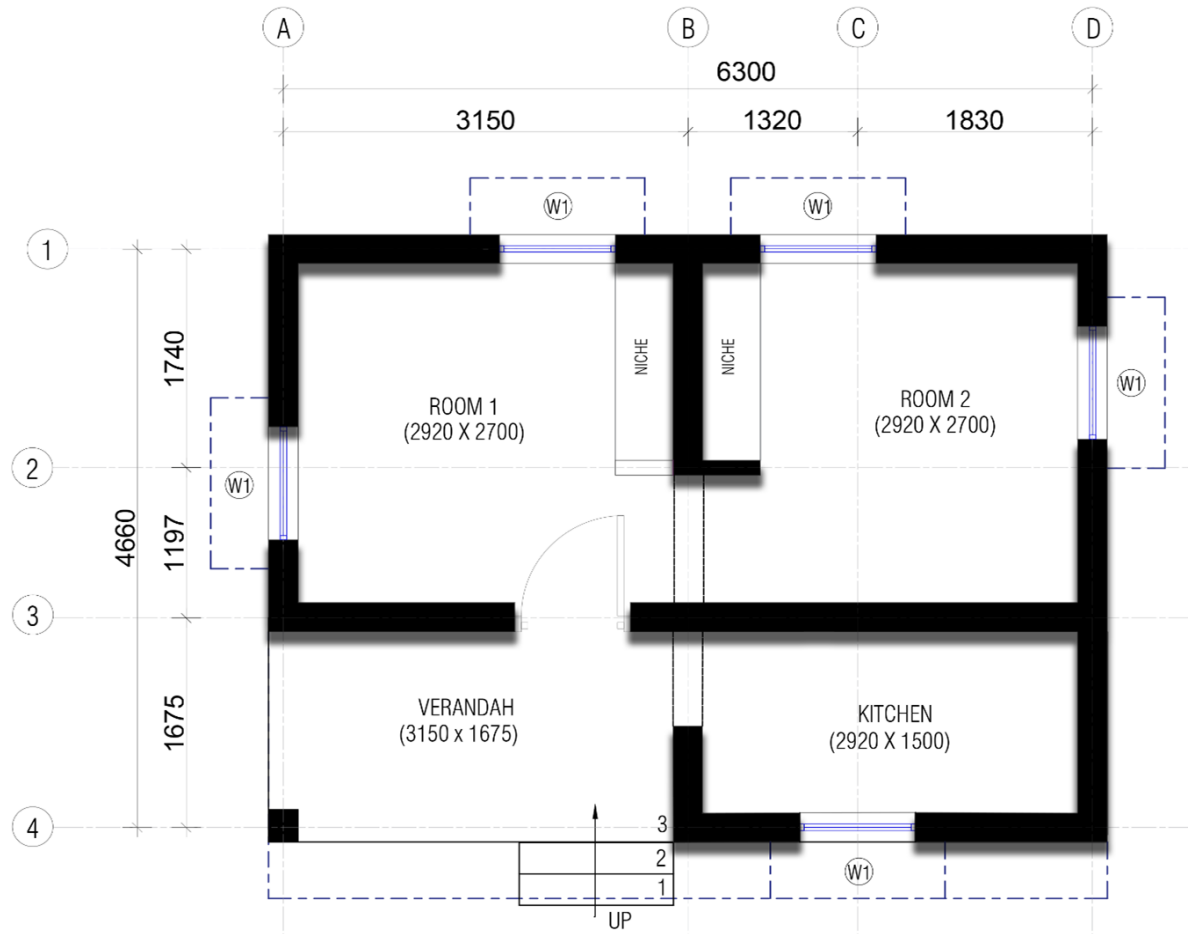 A
B
C
D
6300
3150
1320
1830
W1
W1
1
1740
NICHE
NICHE
W1
ROOM 1
(2920 X 2700)
ROOM 2
(2920 X 2700)
2
W1
4660
1197
3
1675
VERANDAH
(3150 x 1675)
KITCHEN
(2920 X 1500)
4
3
2
1
W1
UP